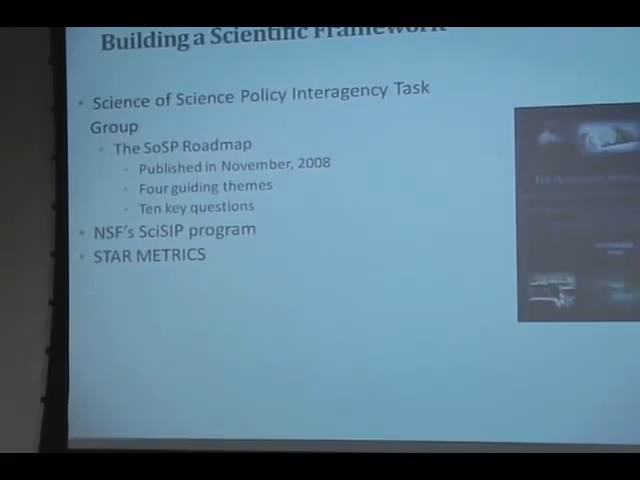 Building a Scientific Framework
• Science of Science Policy Interagency Task
Group
• The SoSP Roadmap
• Published in November, 2008
• Four guiding themes
• Ten key questions
• NSF's SciSIP program
• STAR METRICS